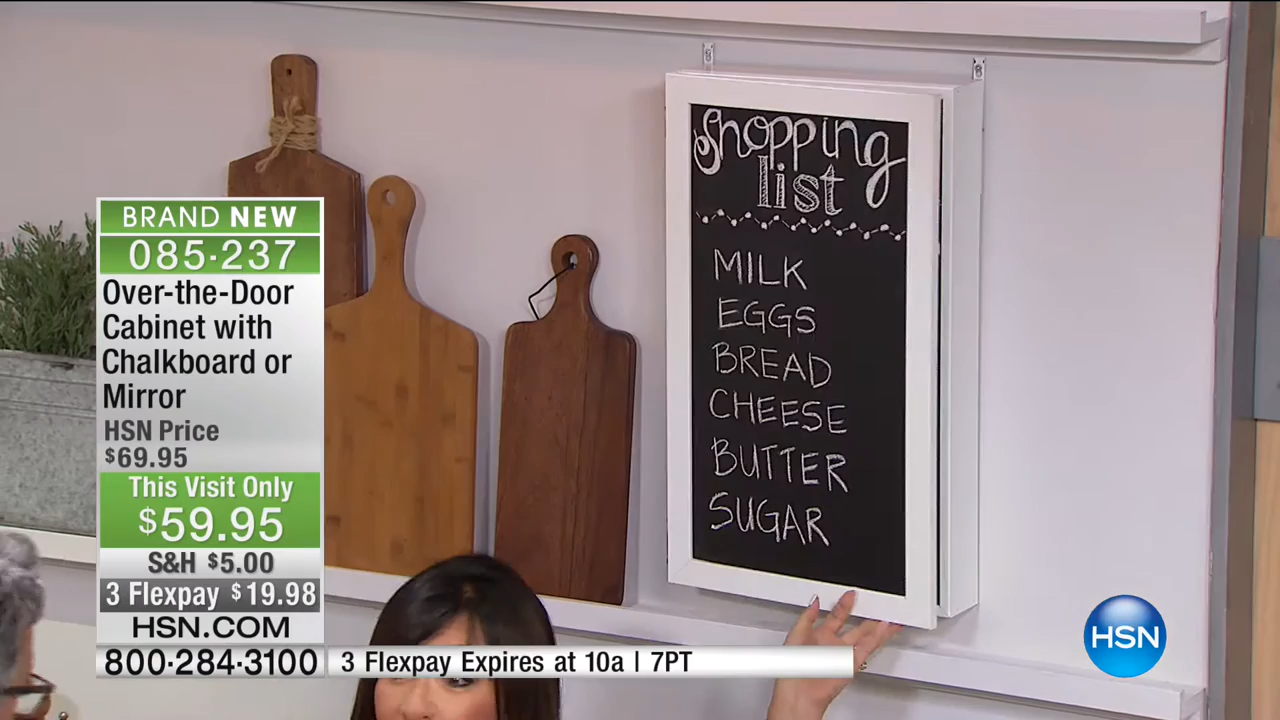 Shopping
list
MILK
EGGS
BREAD
CHEESE
BUTTER
SUGAR
BRAND NEW
085·237
Over-the-Door
Cabinet with
Chalkboard or
Mirror
HSN Price
$69.95
This Visit Only
$59.95
S&H $5.00
3 Flexpay $19.98
HSN.COM
800·284·3100
3 Flexpay Expires at 10a | 7PT
HSN